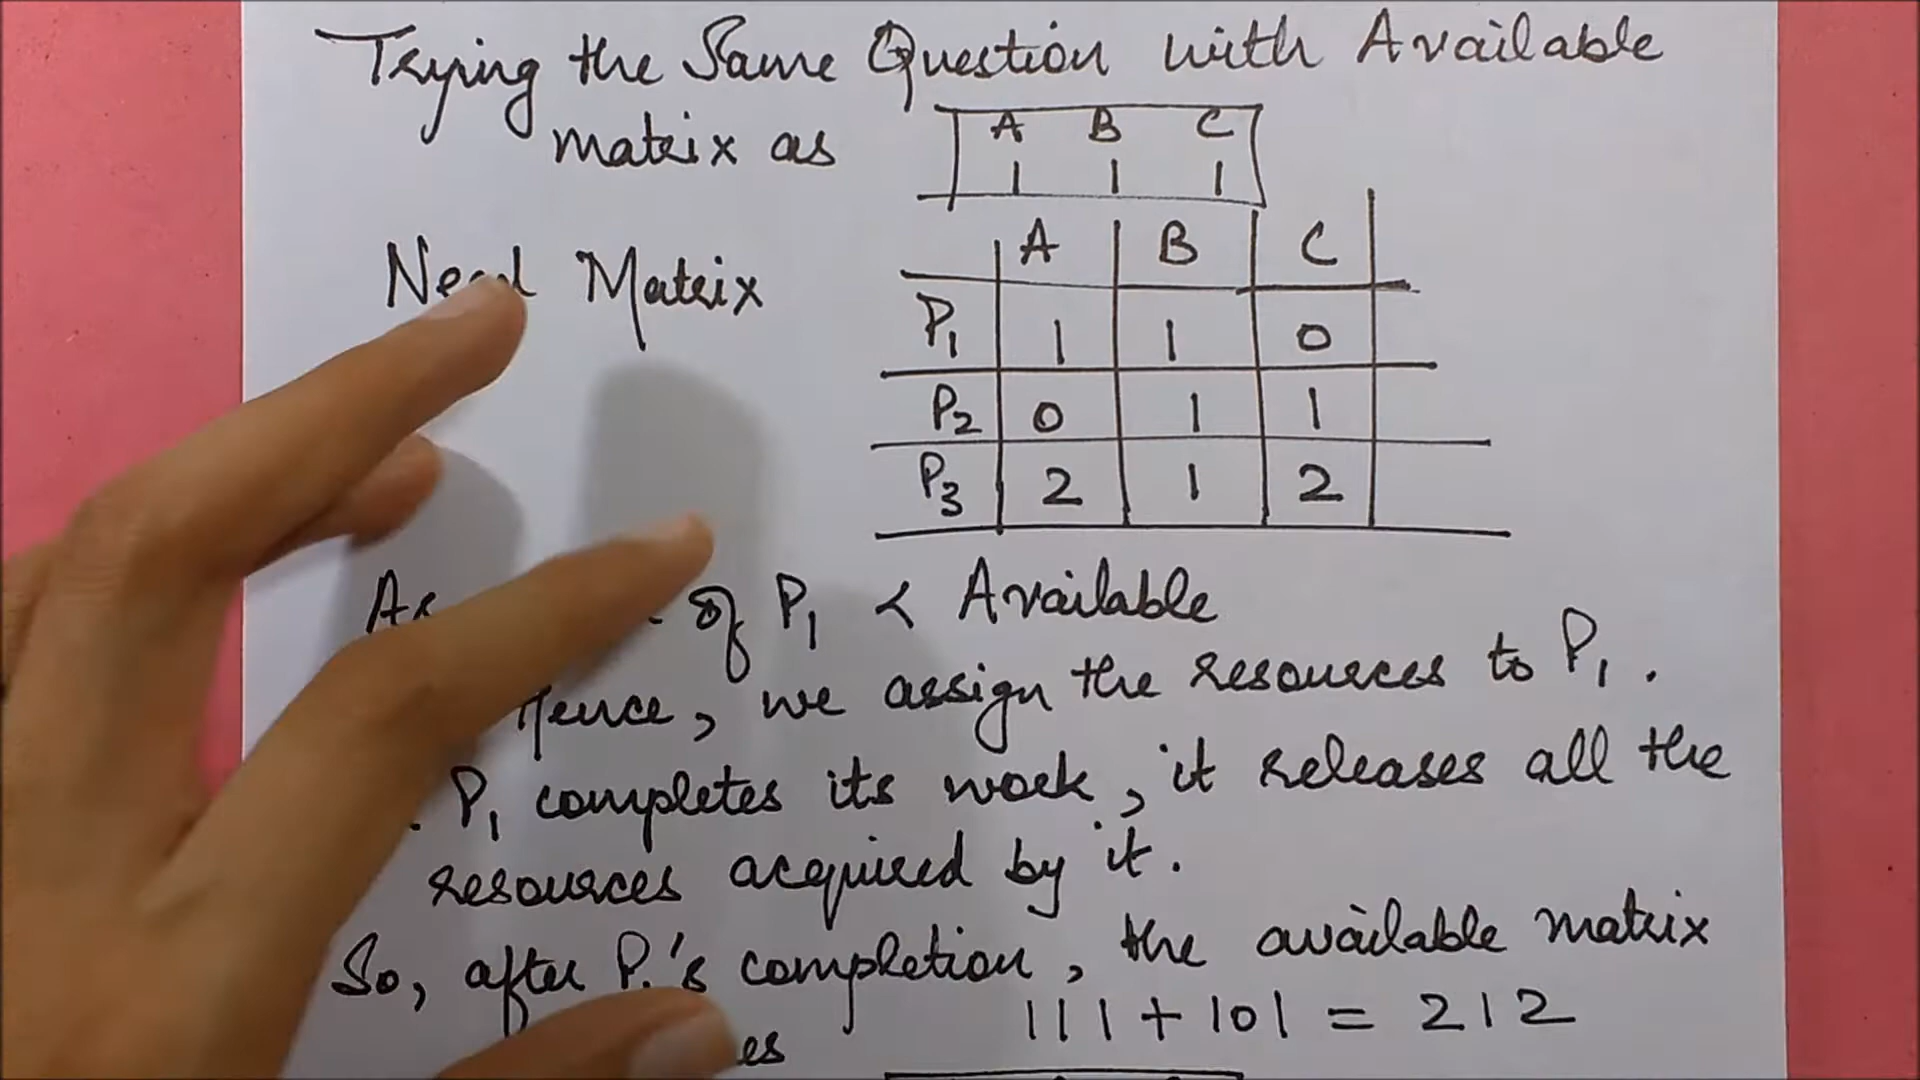 Trying the Same Question with Available
matrix as
A B C
1 1 1
Matrix
A B C
P1 1 1 0
P2 0 1 1
P3 2 1 2
of P1 < Available
Hence, we assign the resources to P1.
P1 completes its work, it releases all the
resources acquired by it.
So, after P1's completion, the available matrix
111 + 101 = 212